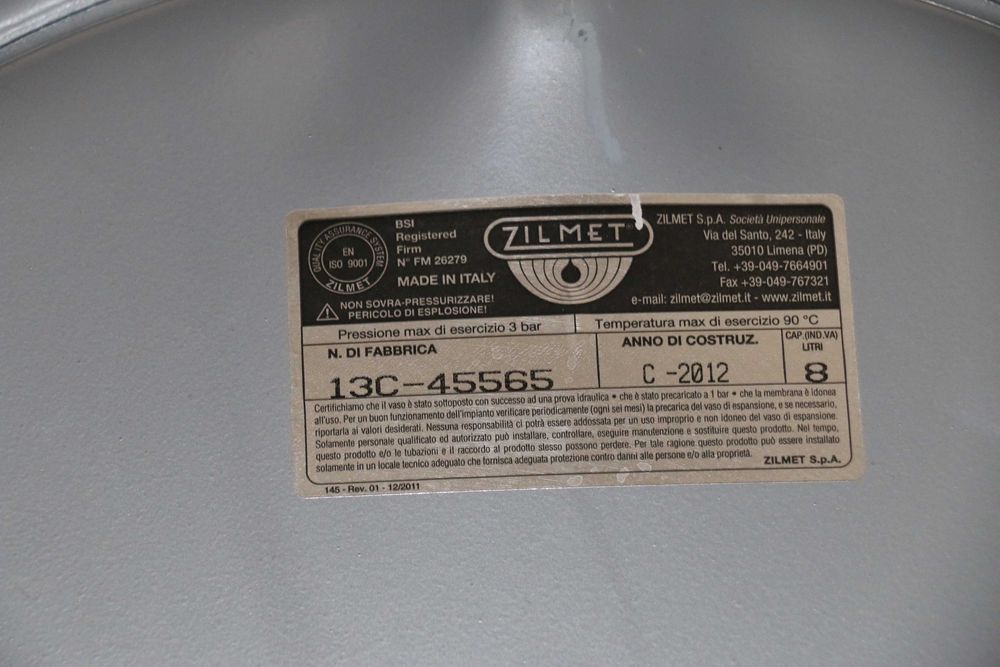 QUALITY ASSURANCE SYSTEM
EN
ISO 9001
ZILMET
BSI
Registered
Firm
N° FM 26279
MADE IN ITALY
NON SOVRA-PRESSURIZZARE!
PERICOLO DI ESPLOSIONE!
ZILMET
ZILMET S.p.A. Società Unipersonale
Via del Santo, 242 - Italy
35010 Limena (PD)
Tel. +39-049-7664901
Fax +39-049-767321
e-mail: zilmet@zilmet.it - www.zilmet.it
Pressione max di esercizio 3 bar
Temperatura max di esercizio 90 °C
N. DI FABBRICA
13C-45565
ANNO DI COSTRUZ.
C -2012
CAP.(IND.VA)
LITRI
8
Certifichiamo che il vaso è stato sottoposto con successo ad una prova idraulica • che è stato precaricato a 1 bar • che la membrana è idonea
all'uso. Per un buon funzionamento dell'impianto verificare periodicamente (ogni sei mesi) la precarica del vaso di espansione, e se necessario,
riportarla ai valori desiderati. Nessuna responsabilità ci potrà essere addossata per un uso improprio e non idoneo del vaso di espansione.
Solamente personale qualificato ed autorizzato può installare, controllare, eseguire manutenzione e sostituire questo prodotto. Nel tempo,
questo prodotto e/o le tubazioni e il raccordo al prodotto stesso possono perdere. Per tale ragione questo prodotto può essere installato
solamente in un locale tecnico adeguato che fornisca adeguata protezione contro danni alle persone e/o alla proprietà.
ZILMET S.p.A.
145 - Rev. 01 - 12/2011